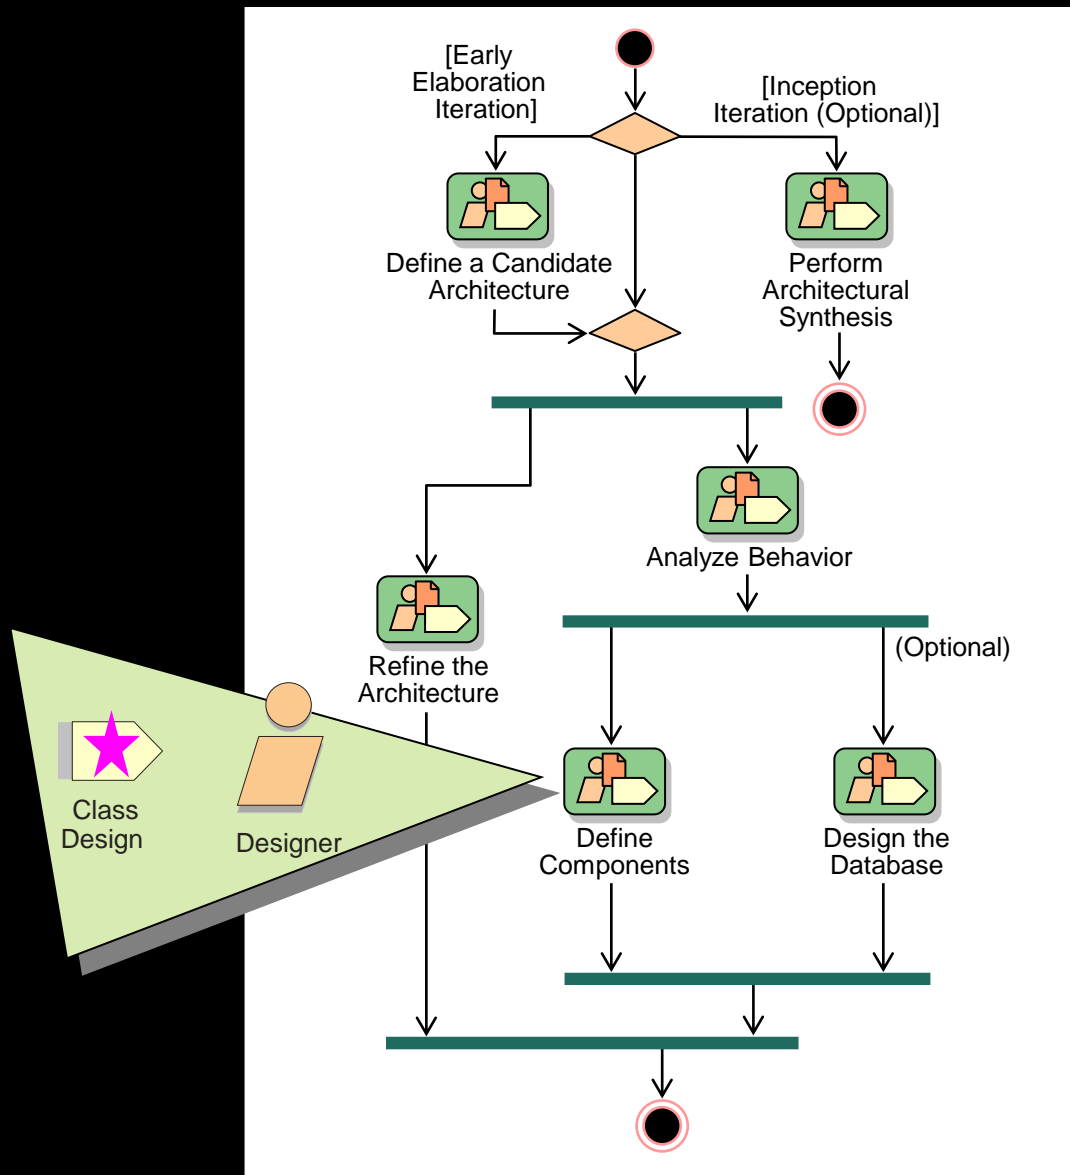 [Early
Elaboration
Iteration]
[Inception
Iteration (Optional)]
Define a Candidate
Architecture
Perform
Architectural
Synthesis
Analyze Behavior
(Optional)
Refine the
Architecture
Class
Design
Designer
Define
Components
Design the
Database